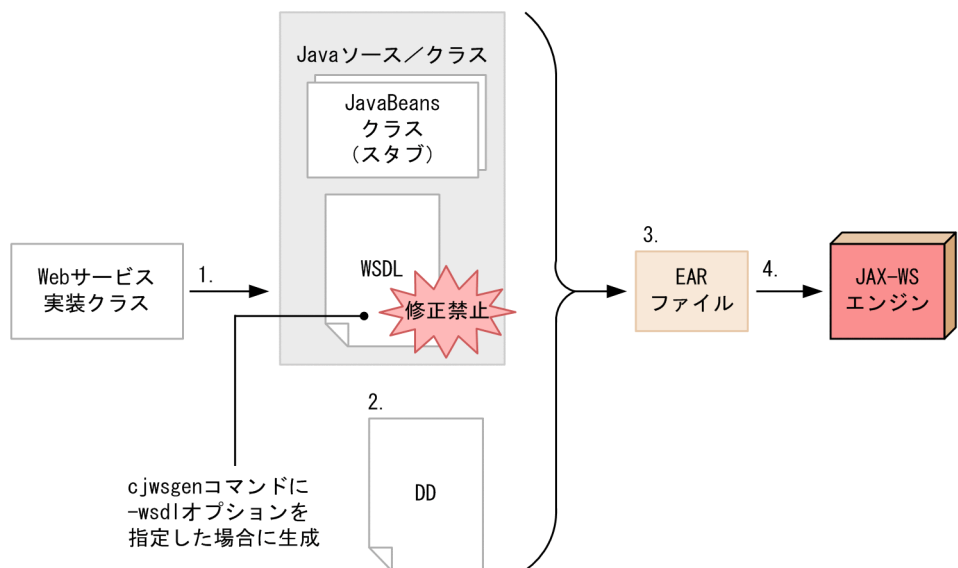 Javaソース/クラス
JavaBeans
クラス
(スタブ)
Webサービス
実装クラス
1.
WSDL
修正禁止
2.
DD
cjwsgenコマンドに
-wsdlオプションを
指定した場合に生成
3.
EAR
ファイル
4.
JAX-WS
エンジン